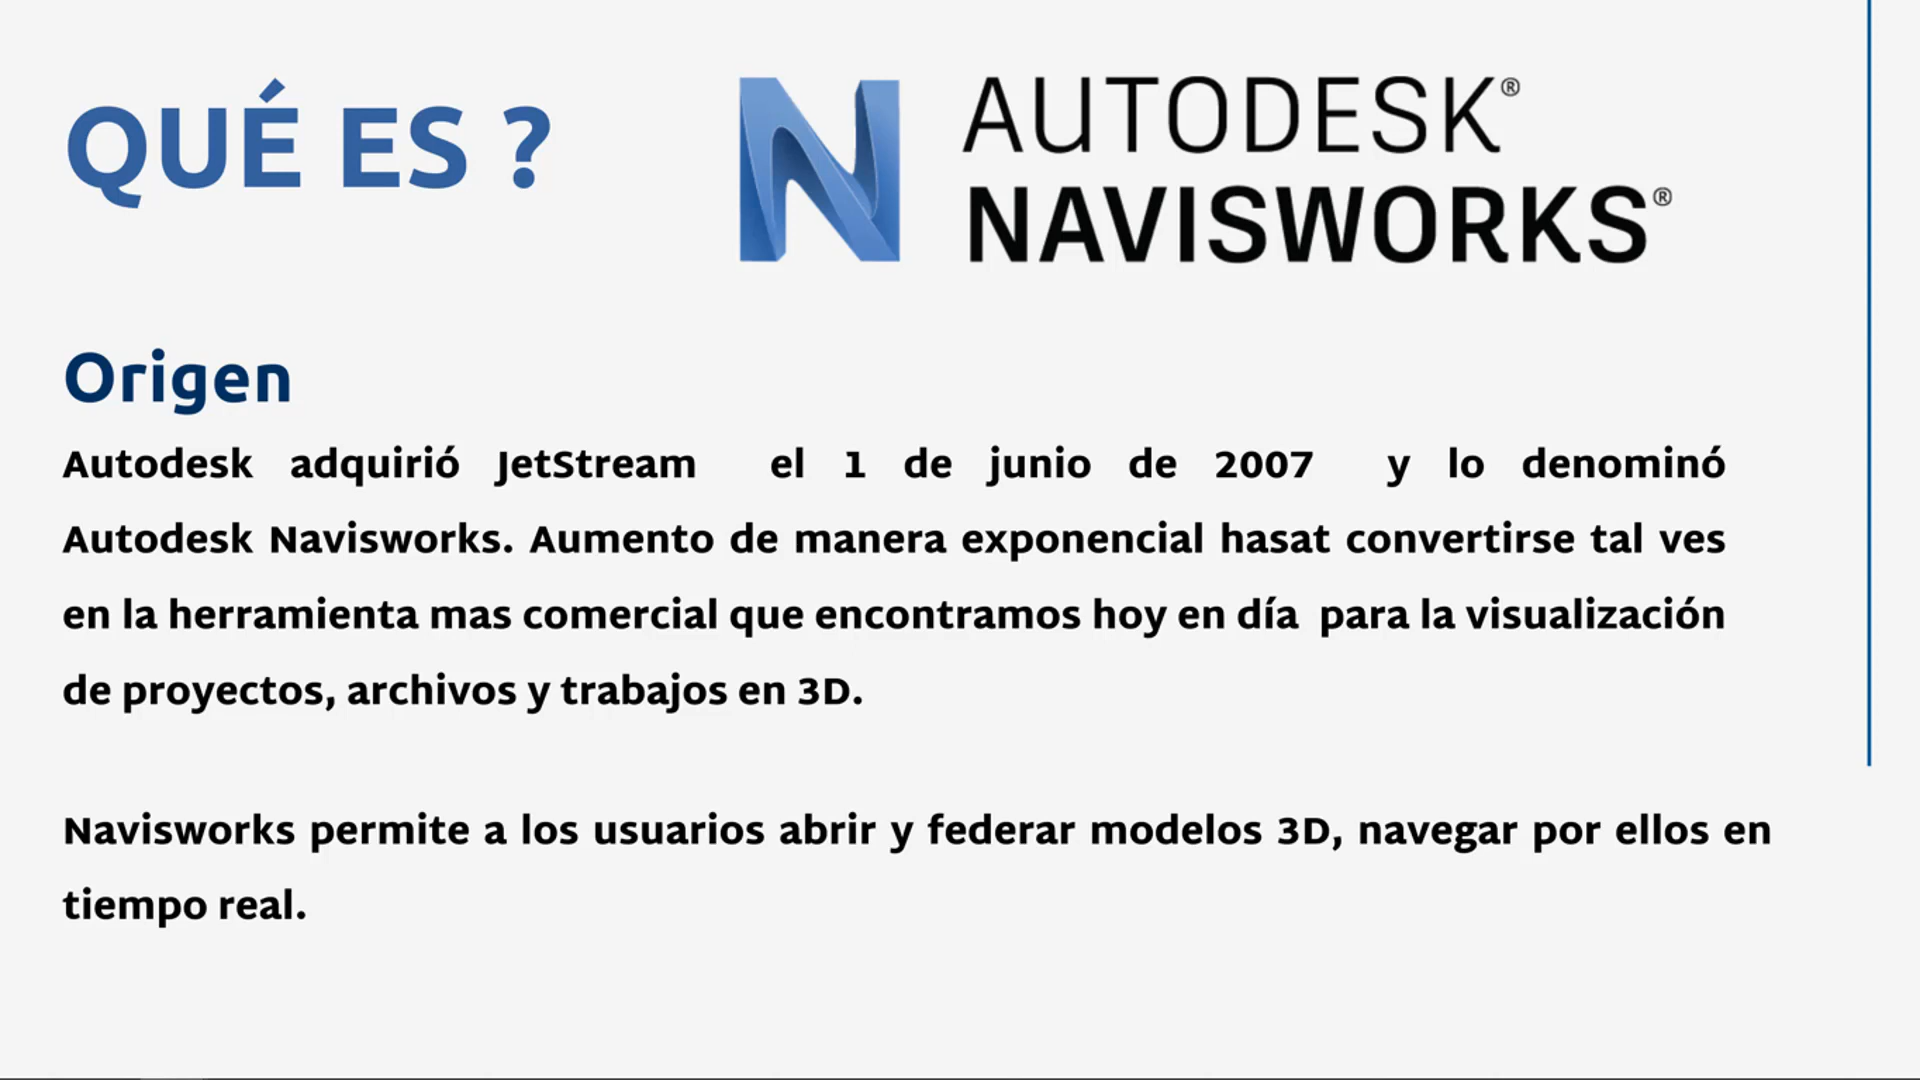 QUÉ ES ?
AUTODESK®
NAVISWORKS®
Origen
Autodesk adquirió JetStream el 1 de junio de 2007 y lo denominó
Autodesk Navisworks. Aumento de manera exponencial hasat convertirse tal ves
en la herramienta mas comercial que encontramos hoy en día para la visualización
de proyectos, archivos y trabajos en 3D.
Navisworks permite a los usuarios abrir y federar modelos 3D, navegar por ellos en
tiempo real.